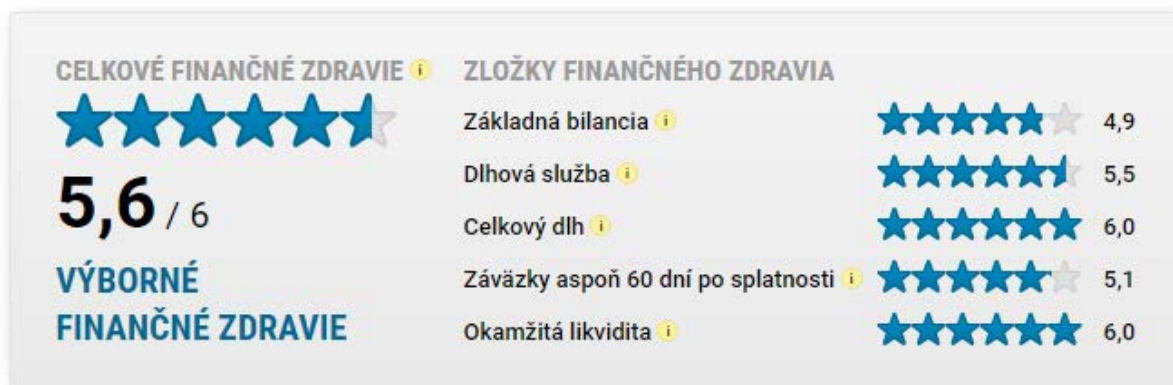 CELKOVÉ FINANČNÉ ZDRAVIE i
5,6 / 6
VÝBORNÉ
FINANČNÉ ZDRAVIE
ZLOŽKY FINANČNÉHO ZDRAVIA
Základná bilancia i 4,9
Dlhová služba i 5,5
Celkový dlh i 6,0
Záväzky aspoň 60 dní po splatnosti i 5,1
Okamžitá likvidita i 6,0